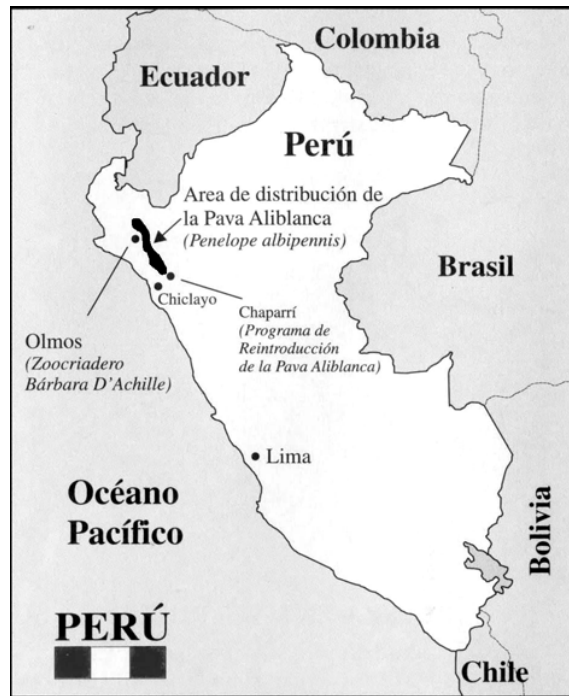 Colombia
Ecuador
Perú
Area de distribución de
la Pava Aliblanca
(Penelope albipennis)
Brasil
Chiclayo
Chaparrí
(Programa de
Reintroducción
de la Pava Aliblanca)
Olmos
(Zoocriadero
Bárbara D'Achille)
Lima
Océano
Pacífico
Bolivia
PERÚ
Chile